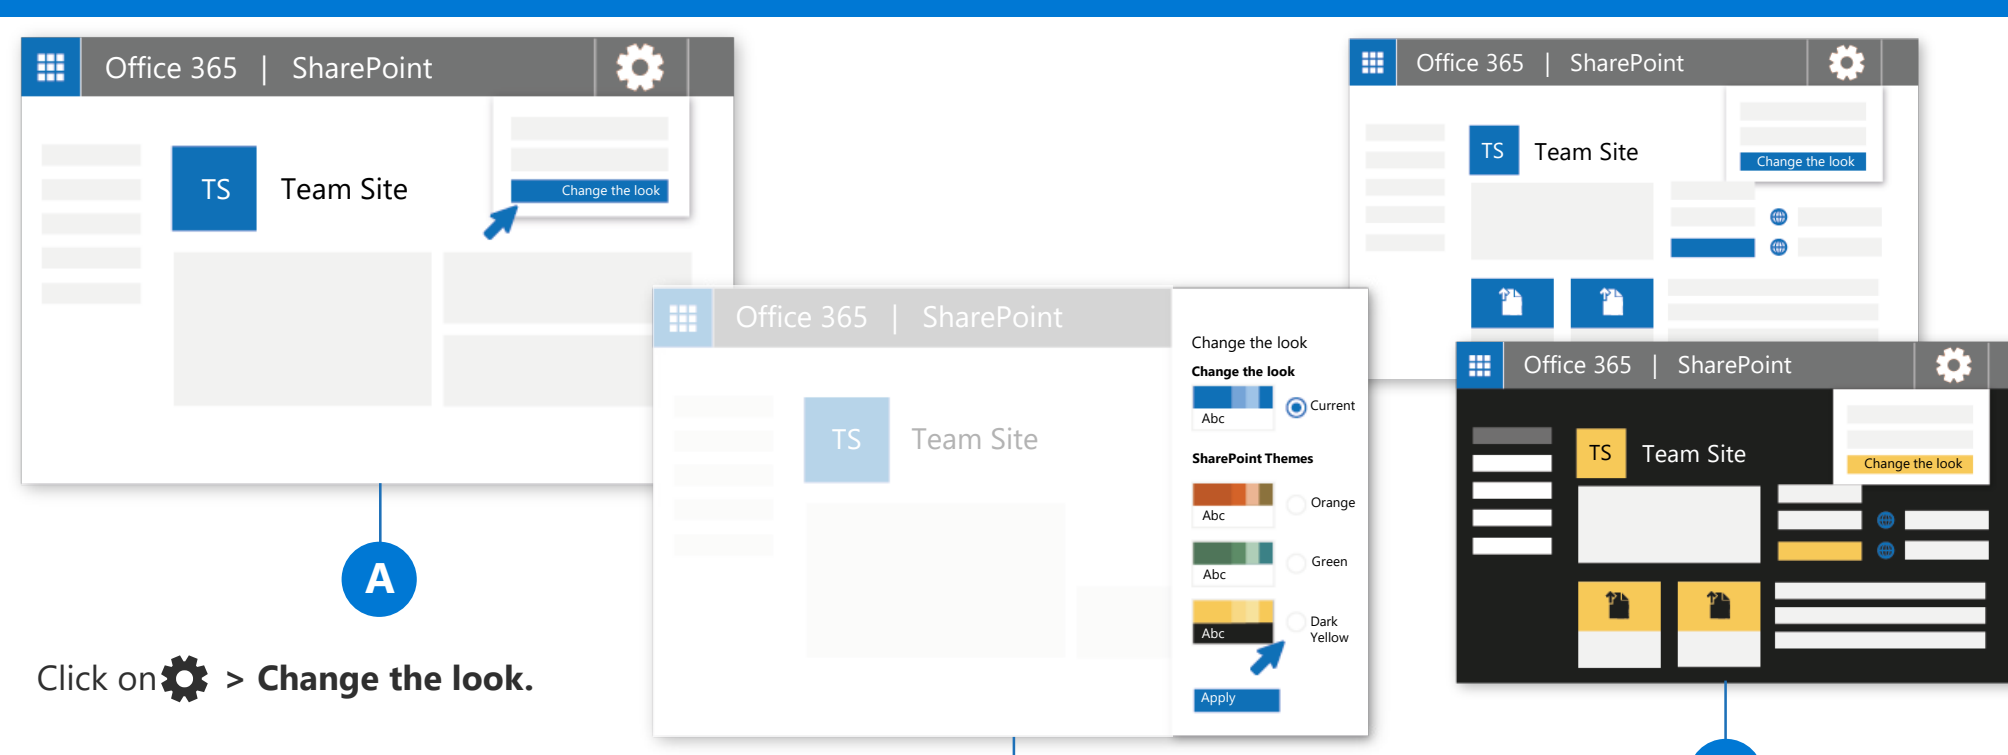 Office 365 | SharePoint
Change the look
TS
Team Site
A
Click on > Change the look.
Office 365 | SharePoint
TS
Team Site
Change the look
Change the look
Abc
Current
SharePoint Themes
Abc
Orange
Abc
Green
Abc
Dark
Yellow
Apply
Office 365 | SharePoint
TS
Team Site
Change the look
Office 365 | SharePoint
TS
Team Site
Change the look